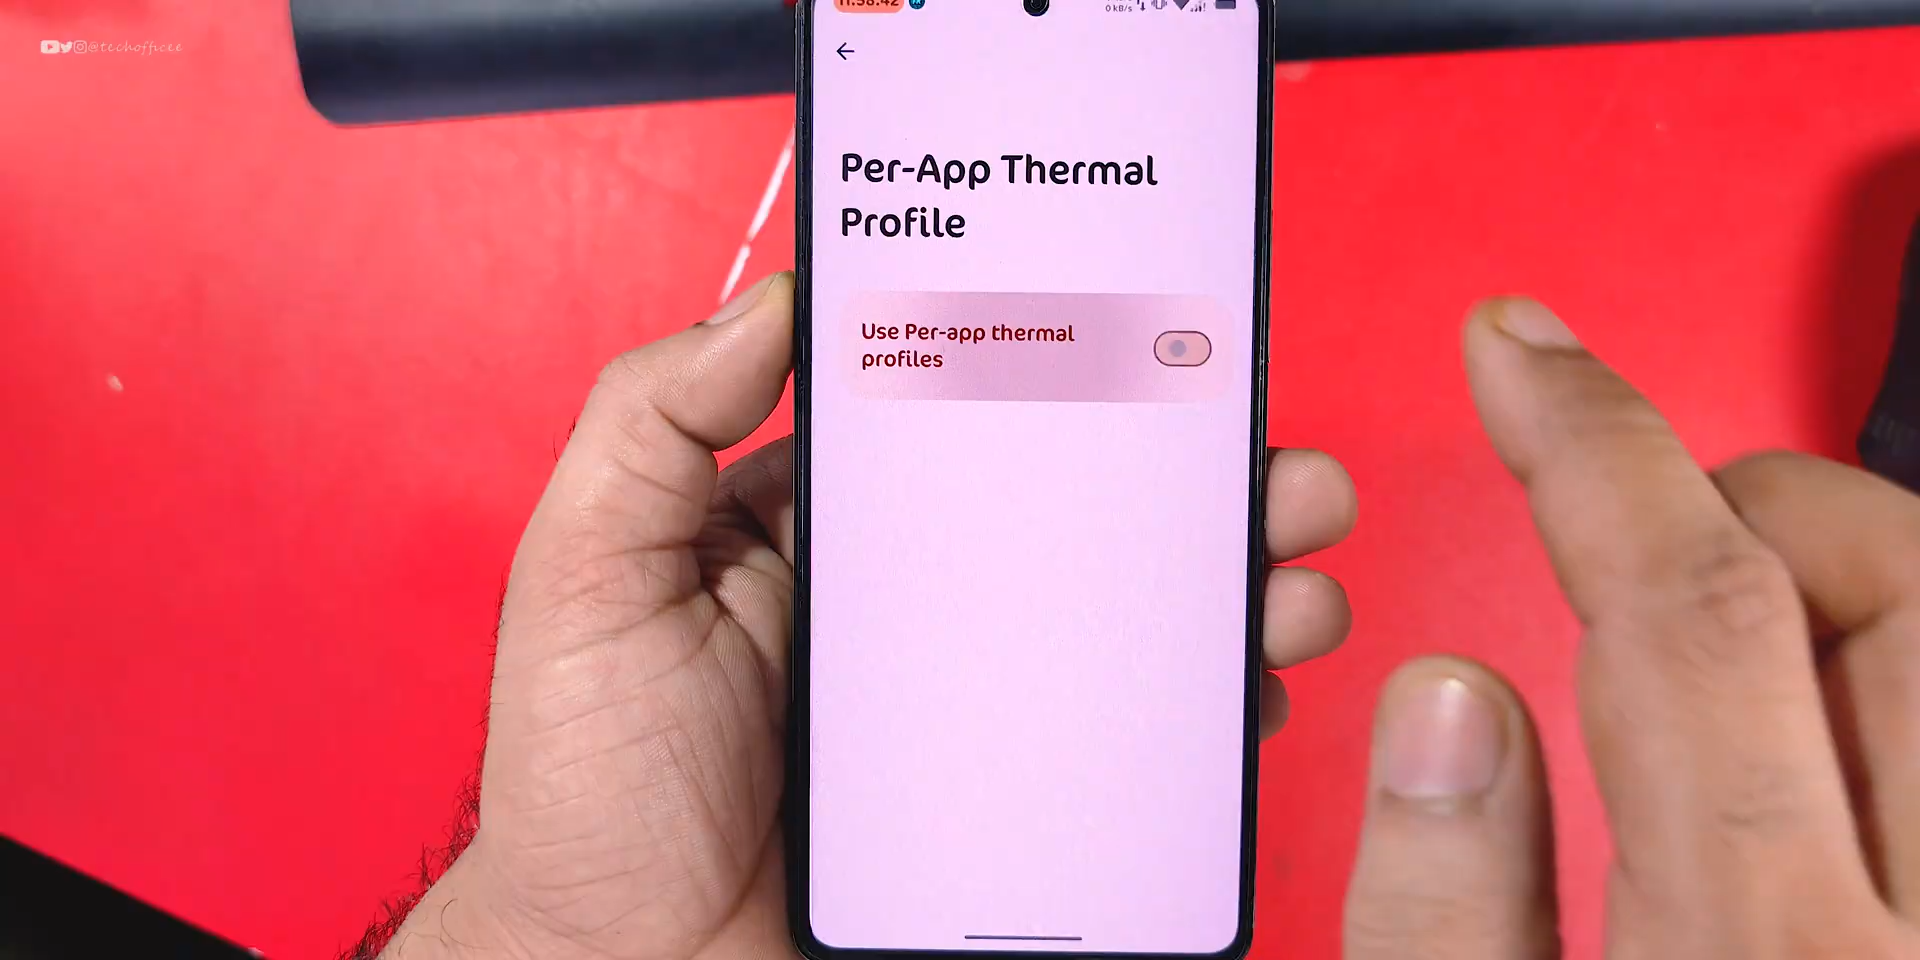 @techofficee
0 kB/s
Per-App Thermal
Profile
Use Per-app thermal
profiles